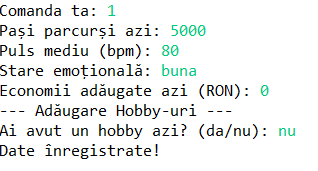 Comanda ta: 1
Pași parcurși azi: 5000
Puls mediu (bpm): 80
Stare emoțională: buna
Economii adăugate azi (RON): 0
--- Adăugare Hobby-uri ---
Ai avut un hobby azi? (da/nu): nu
Date înregistrate!